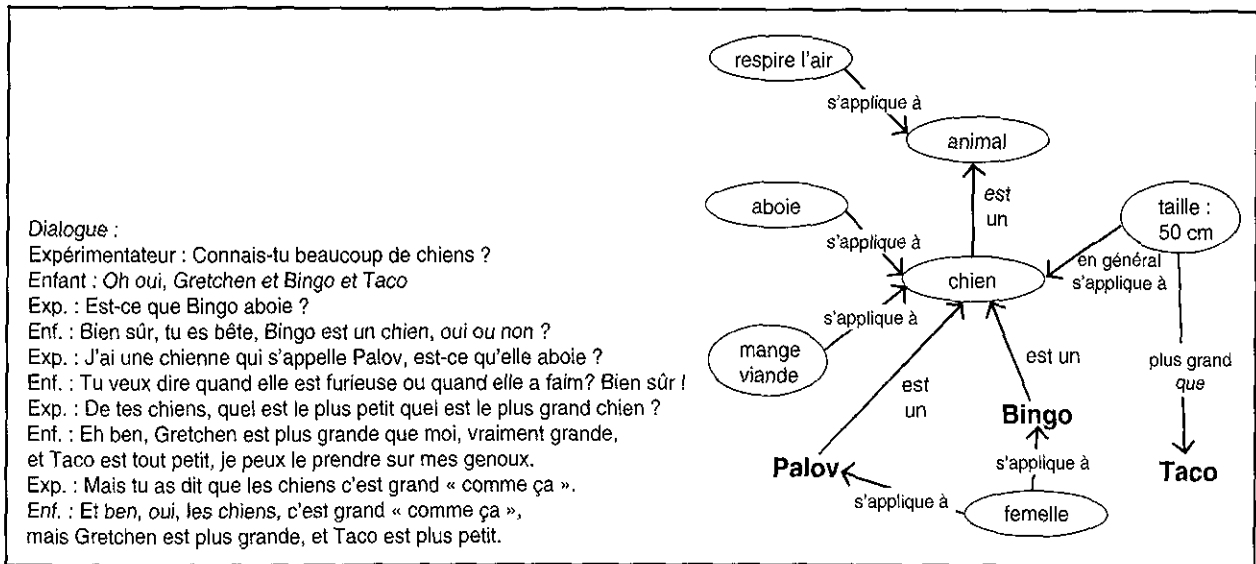 Dialogue :
Expérimentateur : Connais-tu beaucoup de chiens ?
Enfant : Oh oui, Gretchen et Bingo et Taco
Exp. : Est-ce que Bingo aboie ?
Enf. : Bien sûr, tu es bête, Bingo est un chien, oui ou non ?
Exp. : J'ai une chienne qui s'appelle Palov, est-ce qu'elle aboie ?
Enf. : Tu veux dire quand elle est furieuse ou quand elle a faim? Bien sûr !
Exp. : De tes chiens, quel est le plus petit quel est le plus grand chien ?
Enf. : Eh ben, Gretchen est plus grande que moi, vraiment grande,
et Taco est tout petit, je peux le prendre sur mes genoux.
Exp. : Mais tu as dit que les chiens c'est grand « comme ça ».
Enf. : Et ben, oui, les chiens, c'est grand « comme ça »,
mais Gretchen est plus grande, et Taco est plus petit.
respire l'air
s'applique à
animal
est
un
aboie
s'applique à
taille :
50 cm
en général
s'applique à
chien
s'applique à
mange
viande
est
un
est un
plus grand
que
Bingo
s'applique à
Palov
s'applique à
femelle
Taco